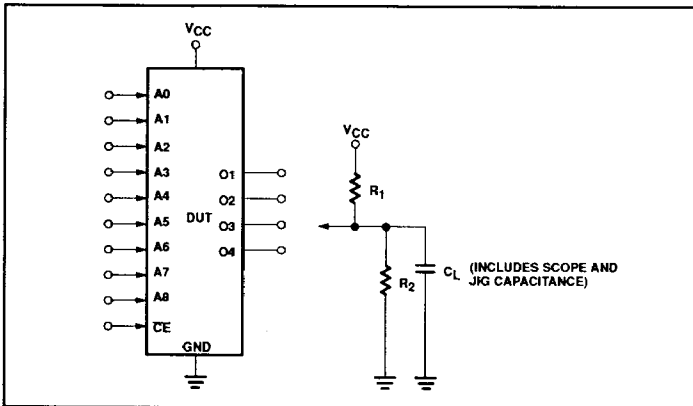 VCC
A0
A1
A2
A3
A4
A5
A6
A7
A8
CE
DUT
O1
O2
O3
O4
GND
VCC
R1
R2
CL (INCLUDES SCOPE AND
JIG CAPACITANCE)